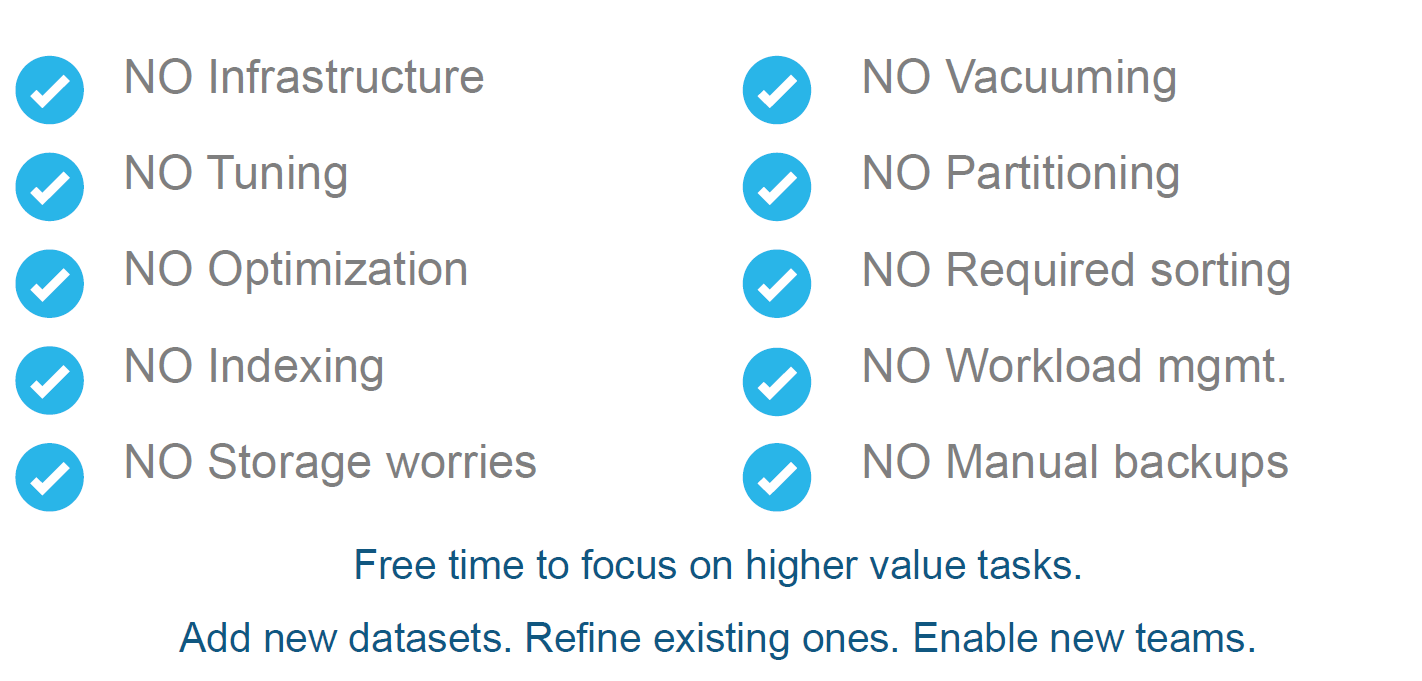 NO Infrastructure
NO Tuning
NO Optimization
NO Indexing
NO Storage worries
NO Vacuuming
NO Partitioning
NO Required sorting
NO Workload mgmt.
NO Manual backups
Free time to focus on higher value tasks.
Add new datasets. Refine existing ones. Enable new teams.